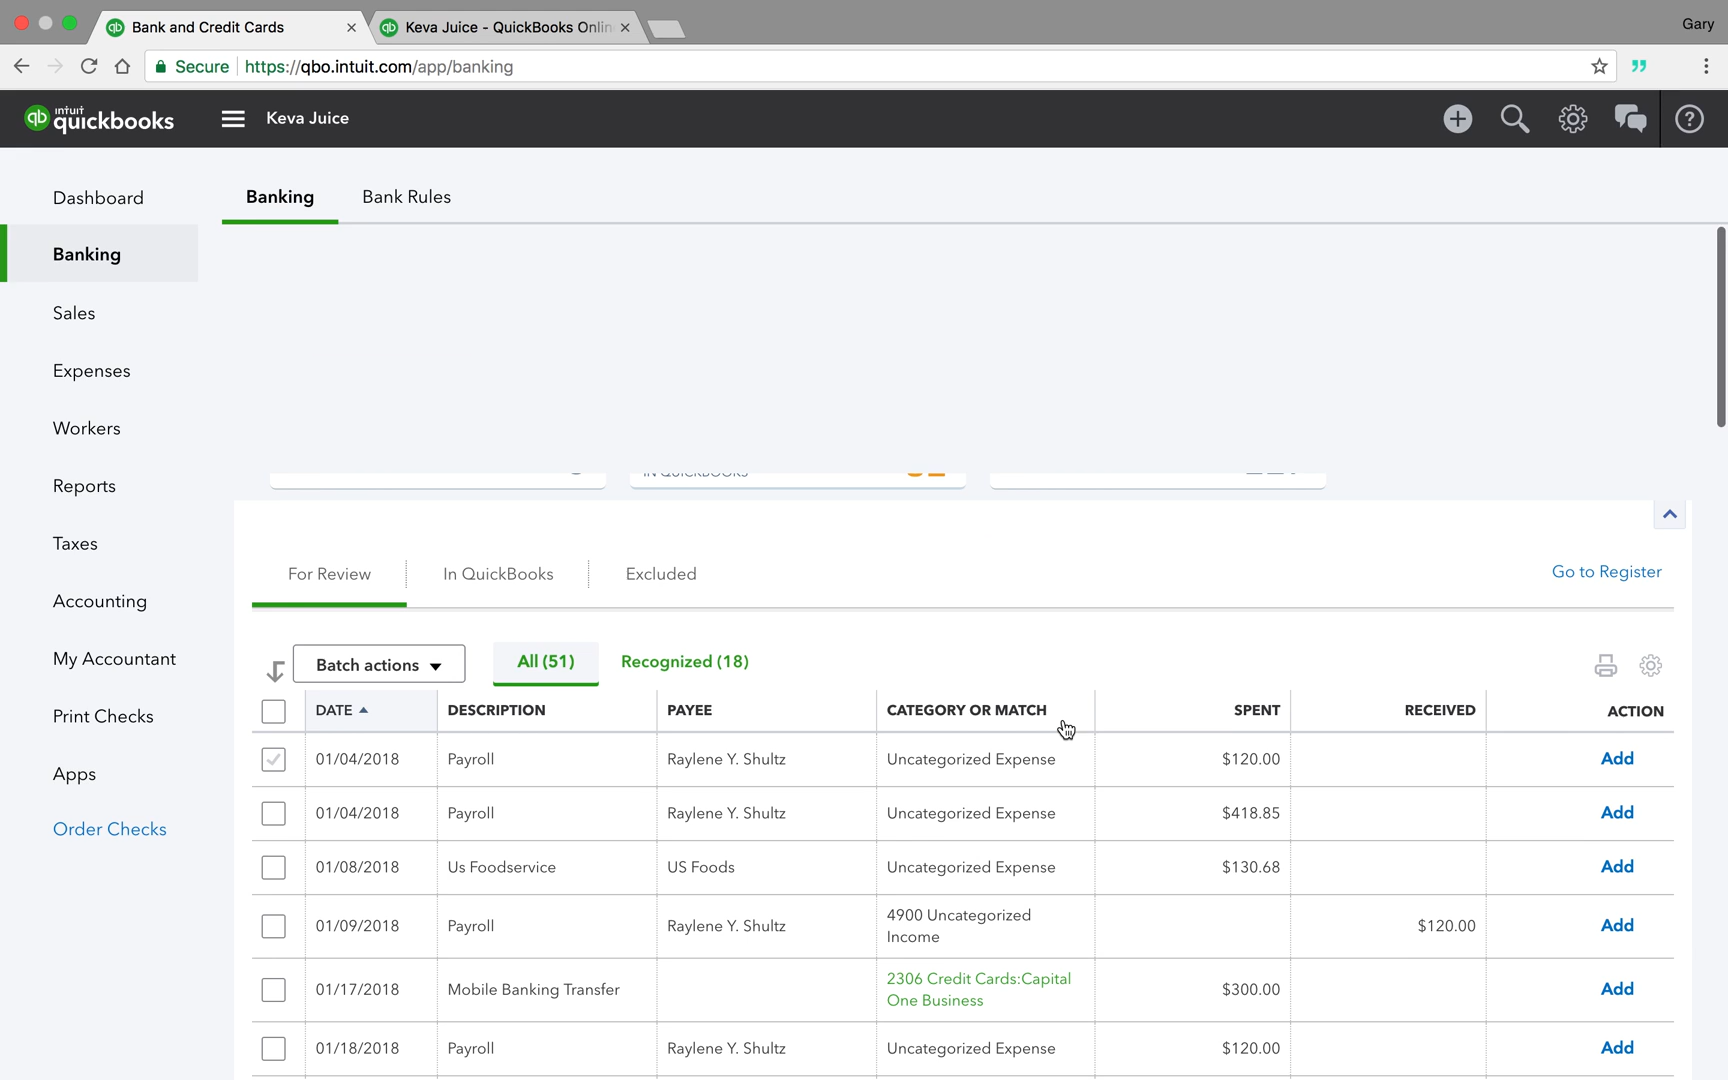 Bank and Credit Cards
Keva Juice - QuickBooks Onlin
Gary
Secure https://qbo.intuit.com/app/banking
intuit
quickbooks
Keva Juice
Dashboard
Banking
Sales
Expenses
Workers
Reports
Taxes
Accounting
My Accountant
Print Checks
Apps
Order Checks
Banking Bank Rules
IN QUICKBOOKS
For Review In QuickBooks Excluded Go to Register
Batch actions All (51) Recognized (18)
DATE DESCRIPTION PAYEE CATEGORY OR MATCH SPENT RECEIVED ACTION
01/04/2018 Payroll Raylene Y. Shultz Uncategorized Expense $120.00 Add
01/04/2018 Payroll Raylene Y. Shultz Uncategorized Expense $418.85 Add
01/08/2018 Us Foodservice US Foods Uncategorized Expense $130.68 Add
01/09/2018 Payroll Raylene Y. Shultz 4900 Uncategorized $120.00 Add
Income
01/17/2018 Mobile Banking Transfer 2306 Credit Cards:Capital $300.00 Add
One Business
01/18/2018 Payroll Raylene Y. Shultz Uncategorized Expense $120.00 Add